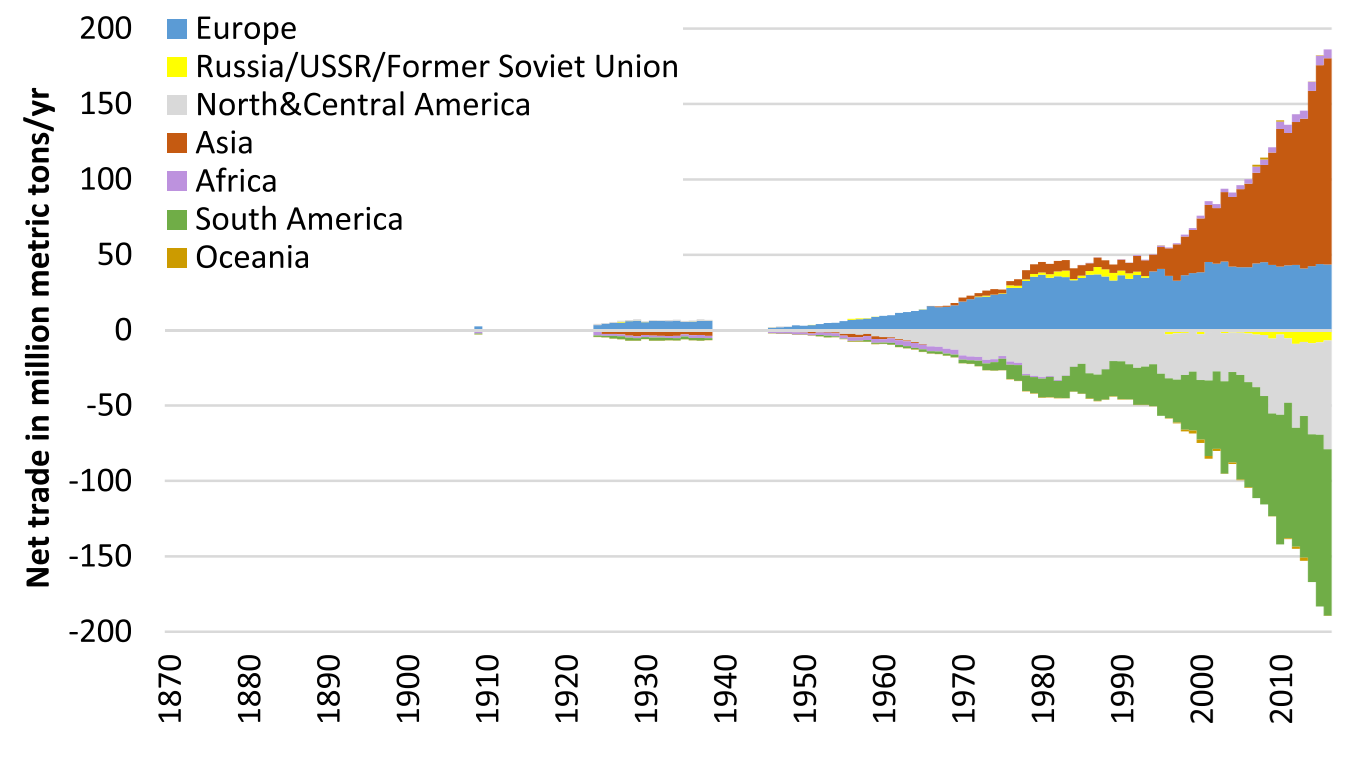 Net trade in million metric tons/yr
200
150
100
50
0
-50
-100
-150
-200
Europe
Russia/USSR/Former Soviet Union
North&Central America
Asia
Africa
South America
Oceania
1870 1880 1890 1900 1910 1920 1930 1940 1950 1960 1970 1980 1990 2000 2010